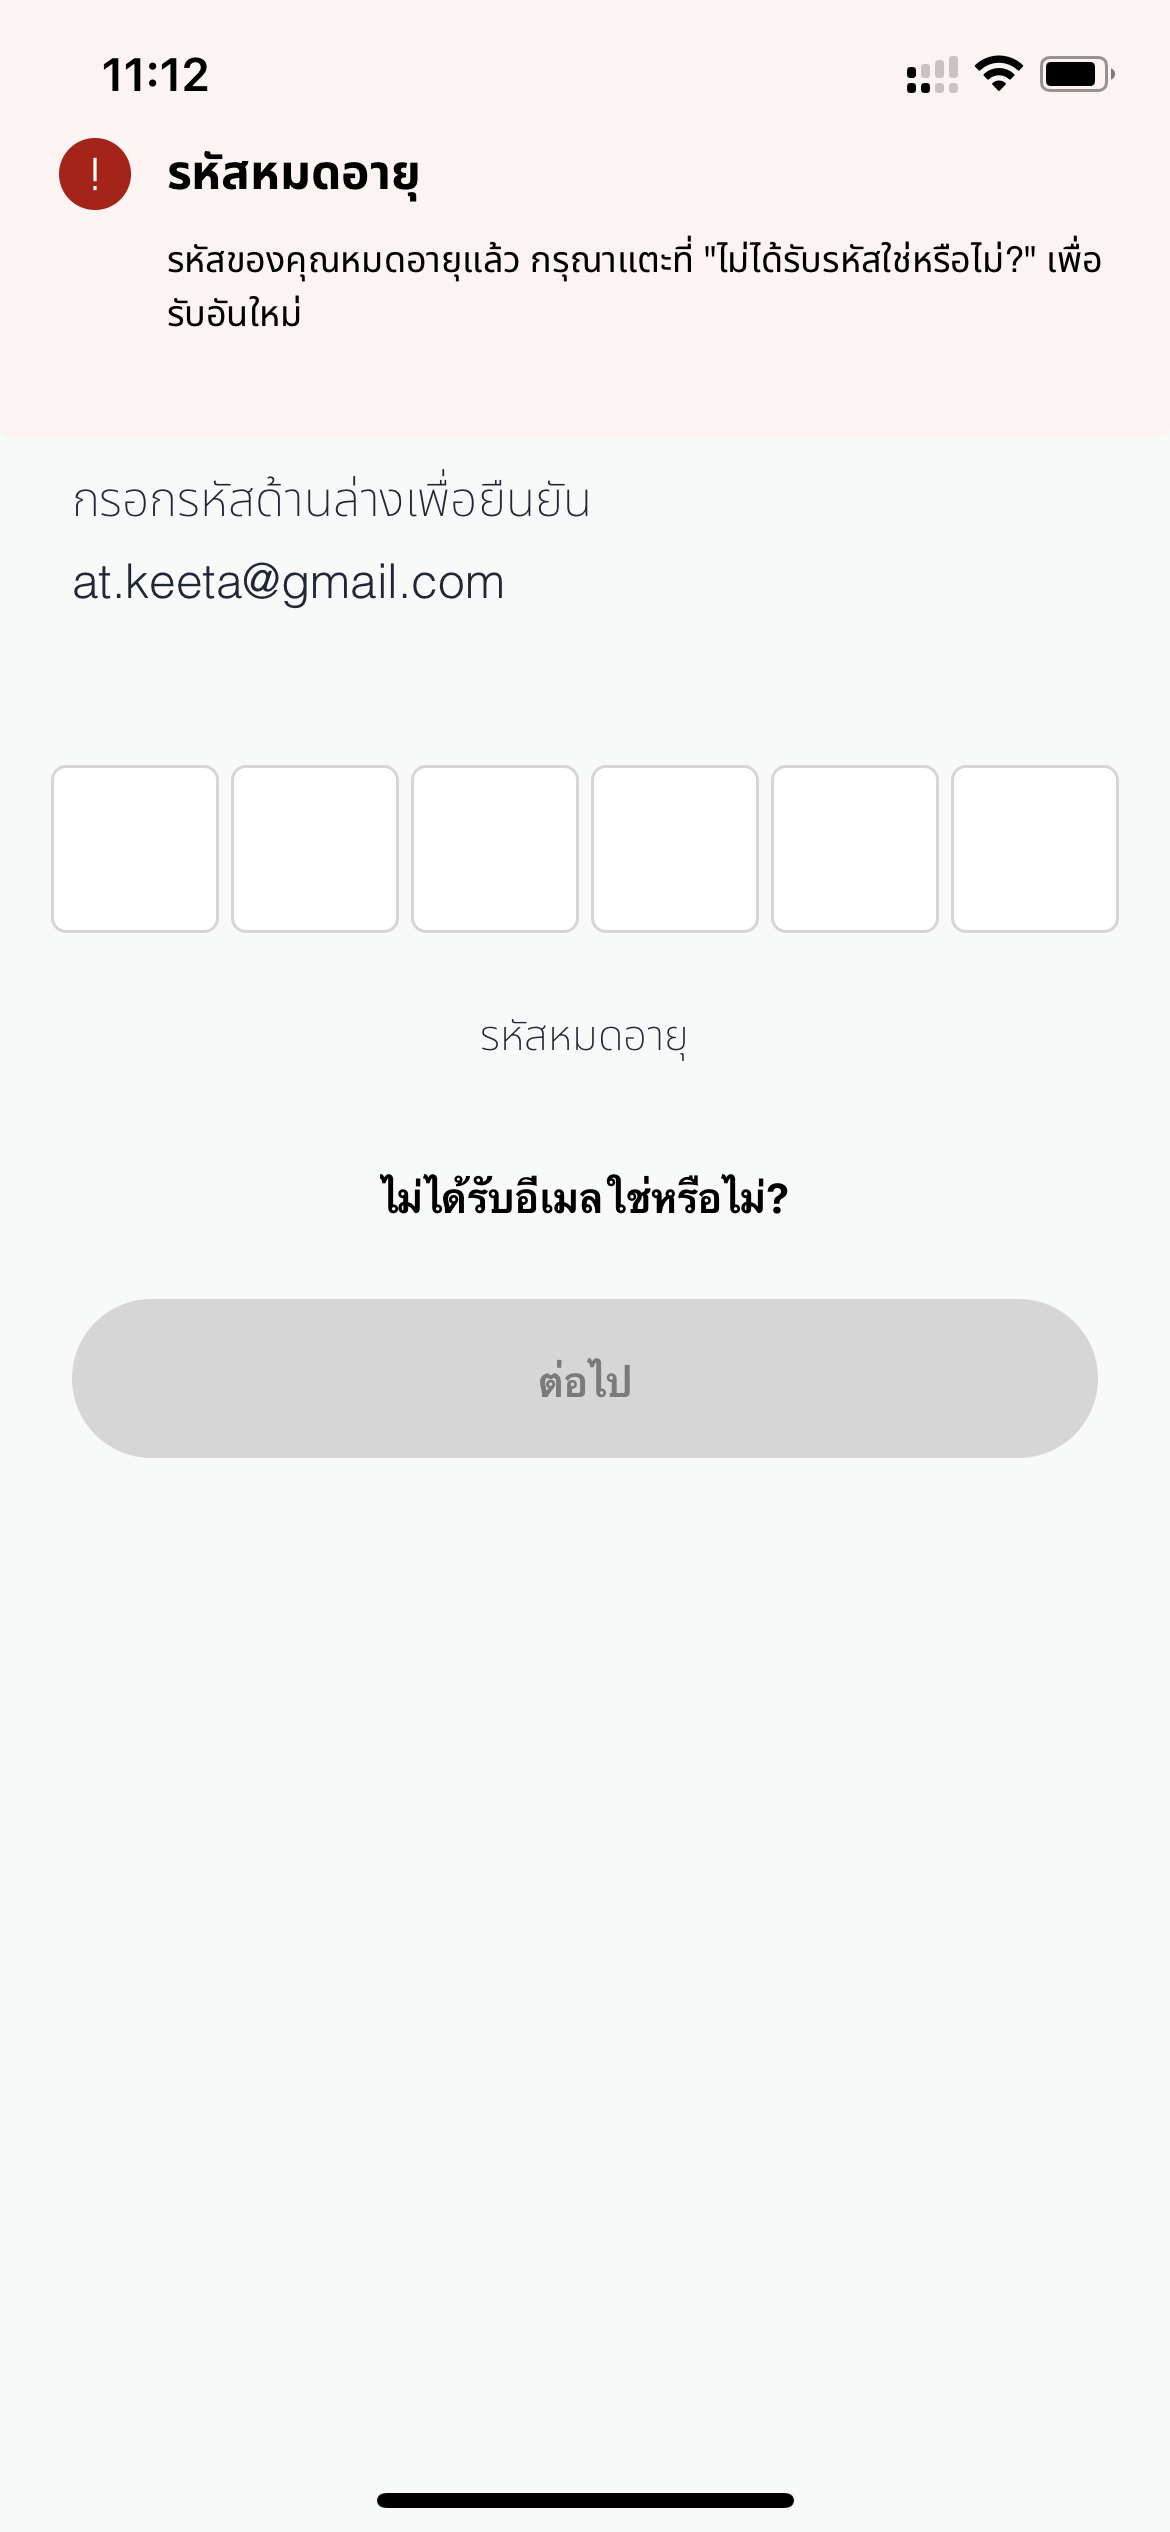 11:12
!
รหัสหมดอายุ
รหัสของคุณหมดอายุแล้ว กรุณาแตะที่ "ไม่ได้รับรหัสใช่หรือไม่?" เพื่อ
รับอันใหม่
กรอกรหัสด้านล่างเพื่อยืนยัน
at.keeta@gmail.com
รหัสหมดอายุ
ไม่ได้รับอีเมลใช่หรือไม่?
ต่อไป